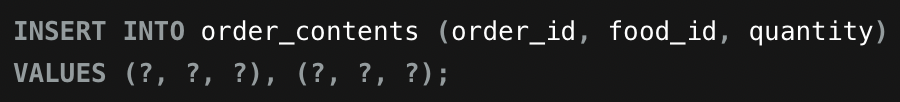 INSERT INTO order_contents (order_id, food_id, quantity)
VALUES (?, ?, ?), (?, ?, ?);